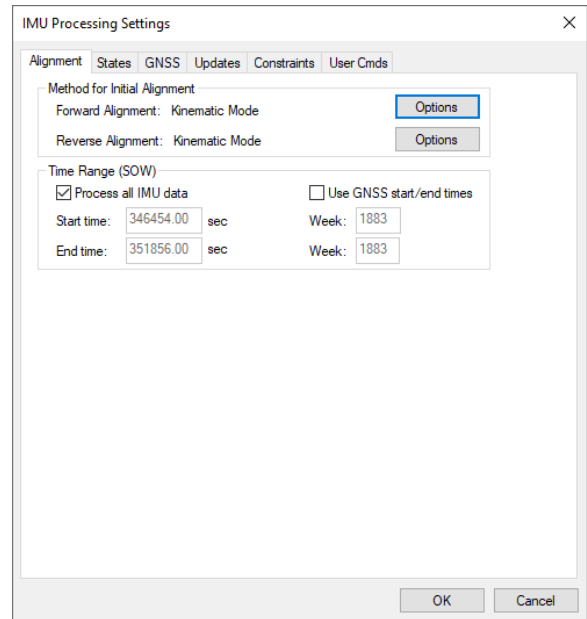 IMU Processing Settings
Alignment States GNSS Updates Constraints User Cmds
Method for Initial Alignment
Forward Alignment: Kinematic Mode Options
Reverse Alignment: Kinematic Mode Options
Time Range (SOW)
Process all IMU data Use GNSS start/end times
Start time: 346454.00 sec Week: 1883
End time: 351856.00 sec Week: 1883
OK Cancel